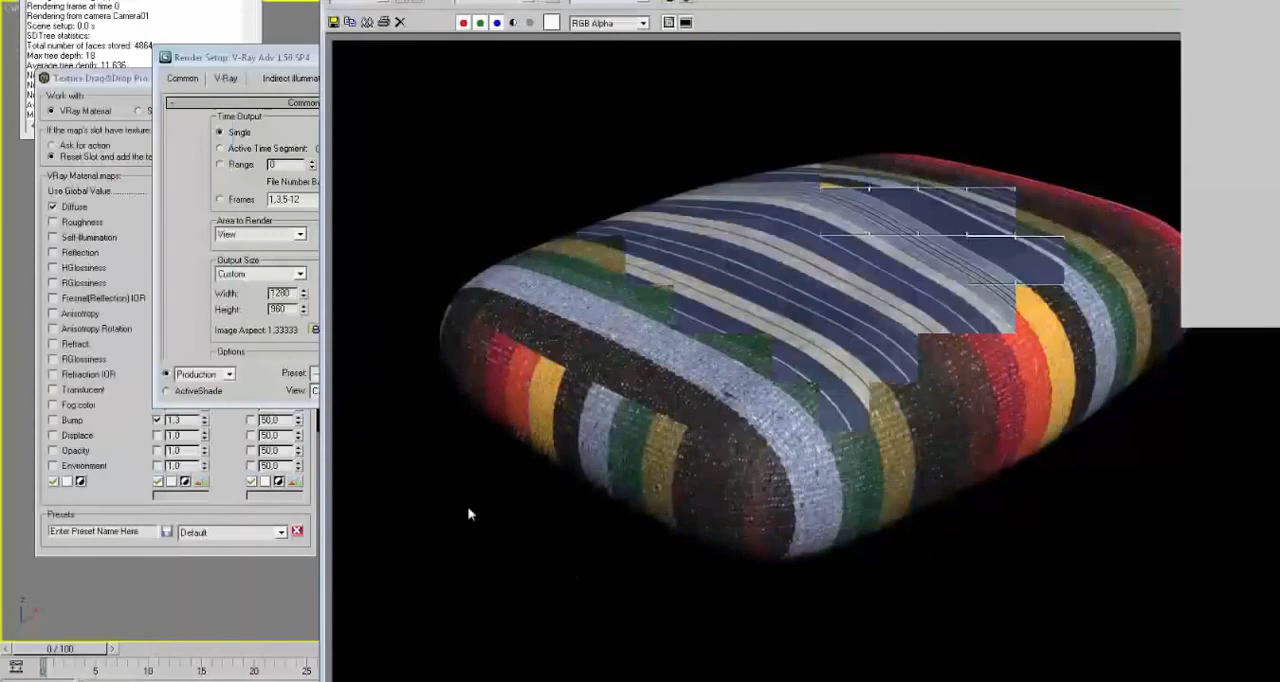 Rendering frame at time 0
Rendering from camera Camera01
Scene setup: 0.0 s
SDTree statistics:
Total number of faces stored: 4864
Max tree depth: 18
Average tree depth: 11.636
Texture Drag&Drop Pro
Work with:
VRay Material
If the map's slot have texture:
Ask for action
Reset Slot and add the te
VRay Material maps:
Use Global Value
Diffuse
Roughness
Self-Illumination
Reflection
HGlossiness
RGlossiness
Fresnel(Reflection) IOR
Anisotropy
Anisotropy Rotation
Refract.
RGlossiness
Refraction IOR
Translucent
Fog color
Bump 1,3 50,0
Displace 1,0 50,0
Opacity 1,0 50,0
Environment 1,0 50,0
Presets
Enter Preset Name Here Default
Render Setup: V-Ray Adv 1.50.SP4
Common V-Ray Indirect illuminat
- Common
Time Output
Single
Active Time Segment:
Range: 0
File Number Ba
Frames 1,3,5-12
Area to Render
View
Output Size
Custom
Width: 1280
Height: 960
Image Aspect: 1,33333
Options
Production Preset:
ActiveShade View:
RGB Alpha
z
0 / 100
0 5 10 15 20 25